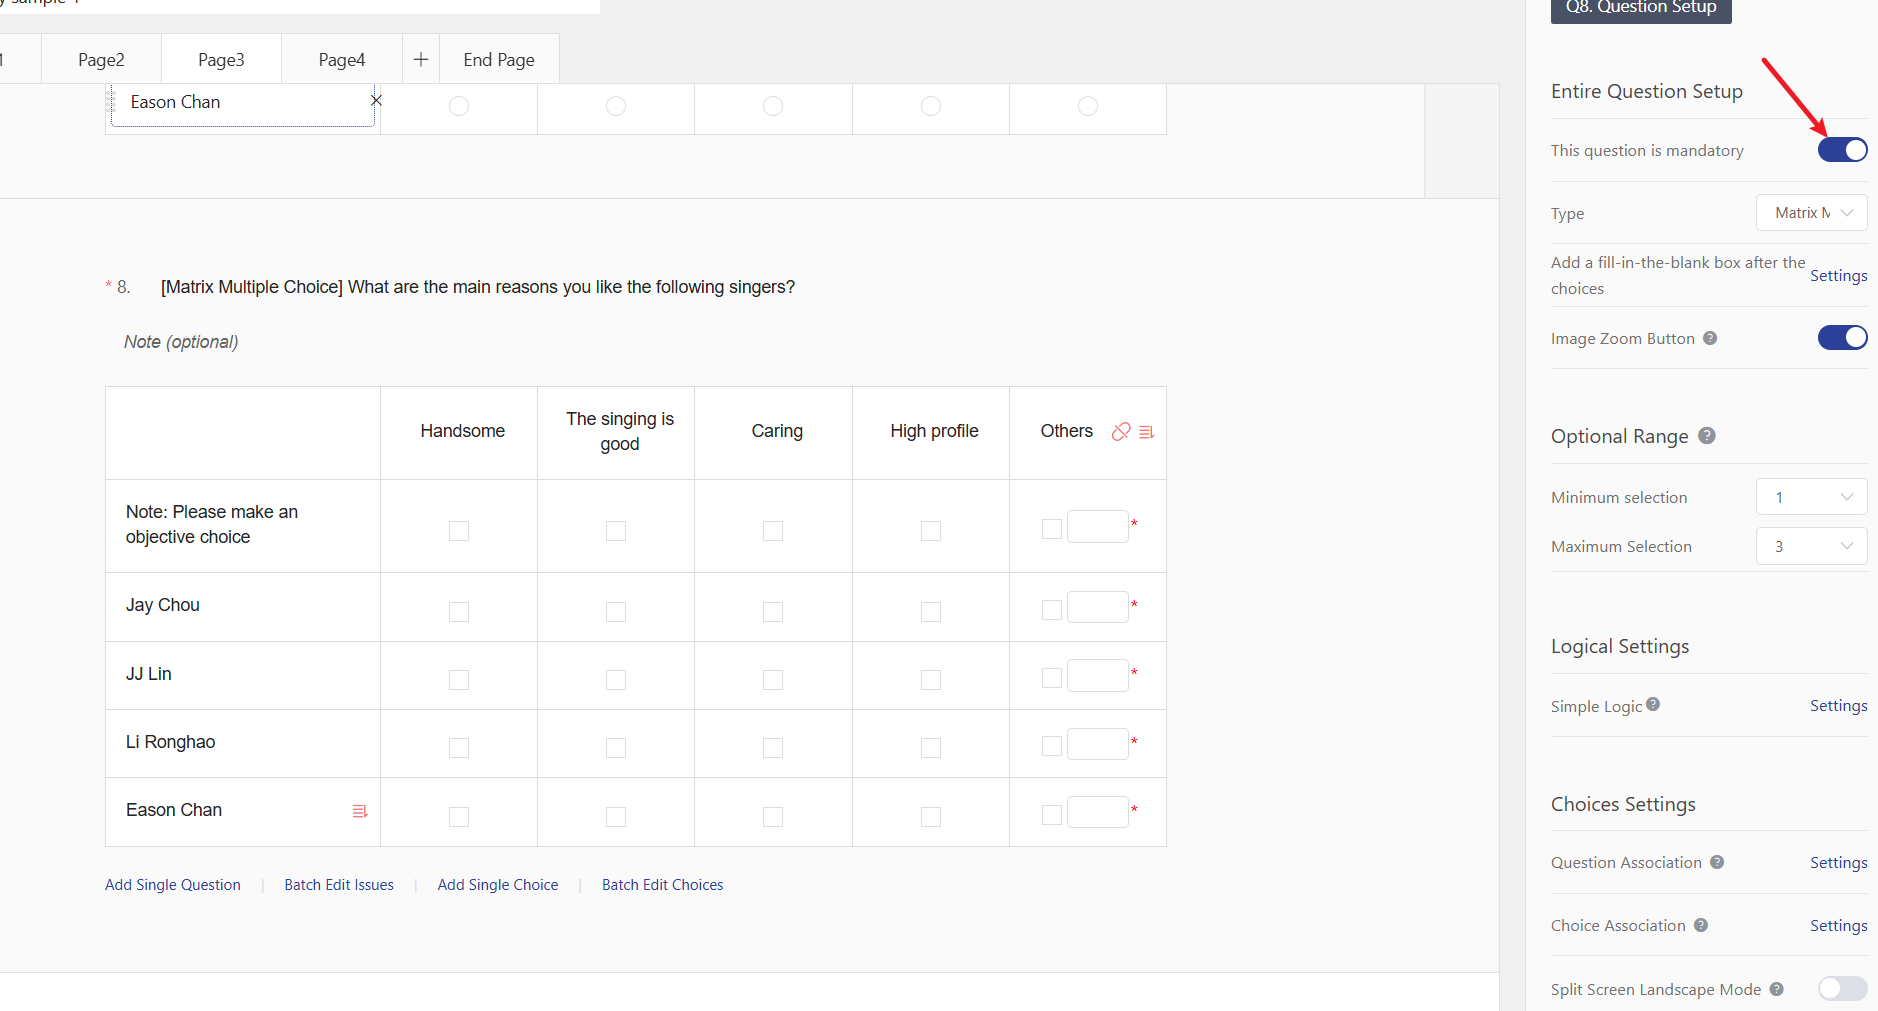 Q8. Question Setup
Page2
Page3
Page4
+
End Page
Eason Chan
* 8. [Matrix Multiple Choice] What are the main reasons you like the following singers?
Note (optional)
Handsome
The singing is
good
Caring
High profile
Others
Note: Please make an
objective choice
*
Jay Chou
*
JJ Lin
*
Li Ronghao
*
Eason Chan
*
Add Single Question | Batch Edit Issues | Add Single Choice | Batch Edit Choices
Entire Question Setup
This question is mandatory
Type
Matrix M
Add a fill-in-the-blank box after the
choices
Settings
Image Zoom Button ?
Optional Range ?
Minimum selection
1
Maximum Selection
3
Logical Settings
Simple Logic ?
Settings
Choices Settings
Question Association ?
Settings
Choice Association ?
Settings
Split Screen Landscape Mode ?